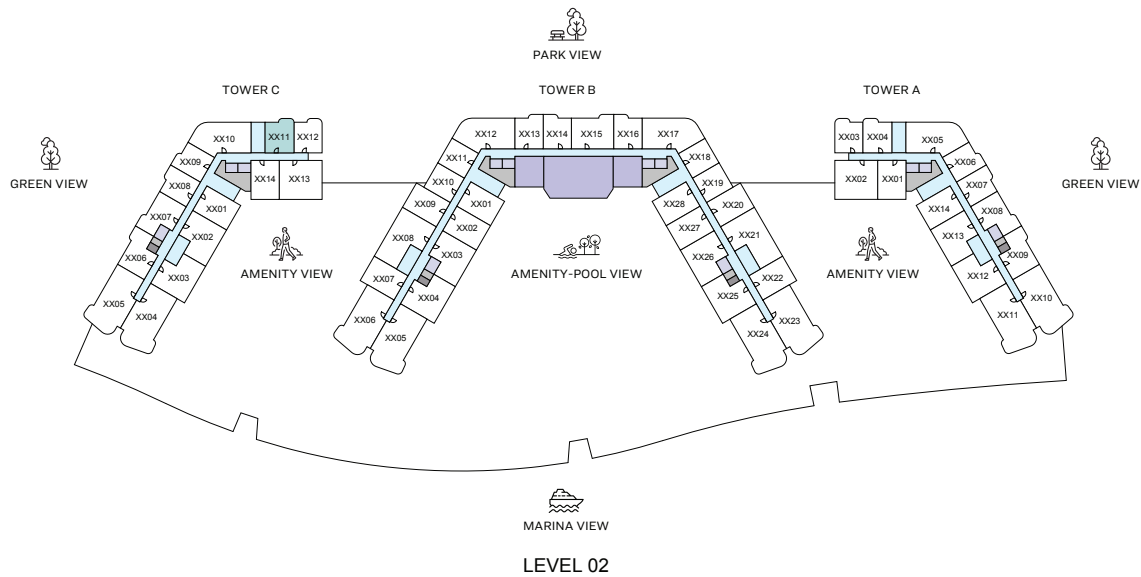 PARK VIEW
TOWER C
TOWER B
TOWER A
GREEN VIEW
GREEN VIEW
AMENITY VIEW
AMENITY-POOL VIEW
AMENITY VIEW
XX10
XX11
XX12
XX09
XX14
XX13
XX08
XX01
XX07
XX02
XX06
XX03
XX05
XX04
XX12
XX13
XX14
XX15
XX16
XX17
XX11
XX18
XX10
XX19
XX09
XX01
XX28
XX20
XX08
XX02
XX27
XX21
XX03
XX26
XX07
XX04
XX25
XX22
XX06
XX05
XX24
XX23
XX03
XX04
XX05
XX02
XX01
XX06
XX07
XX14
XX08
XX13
XX09
XX12
XX10
XX11
MARINA VIEW
LEVEL 02